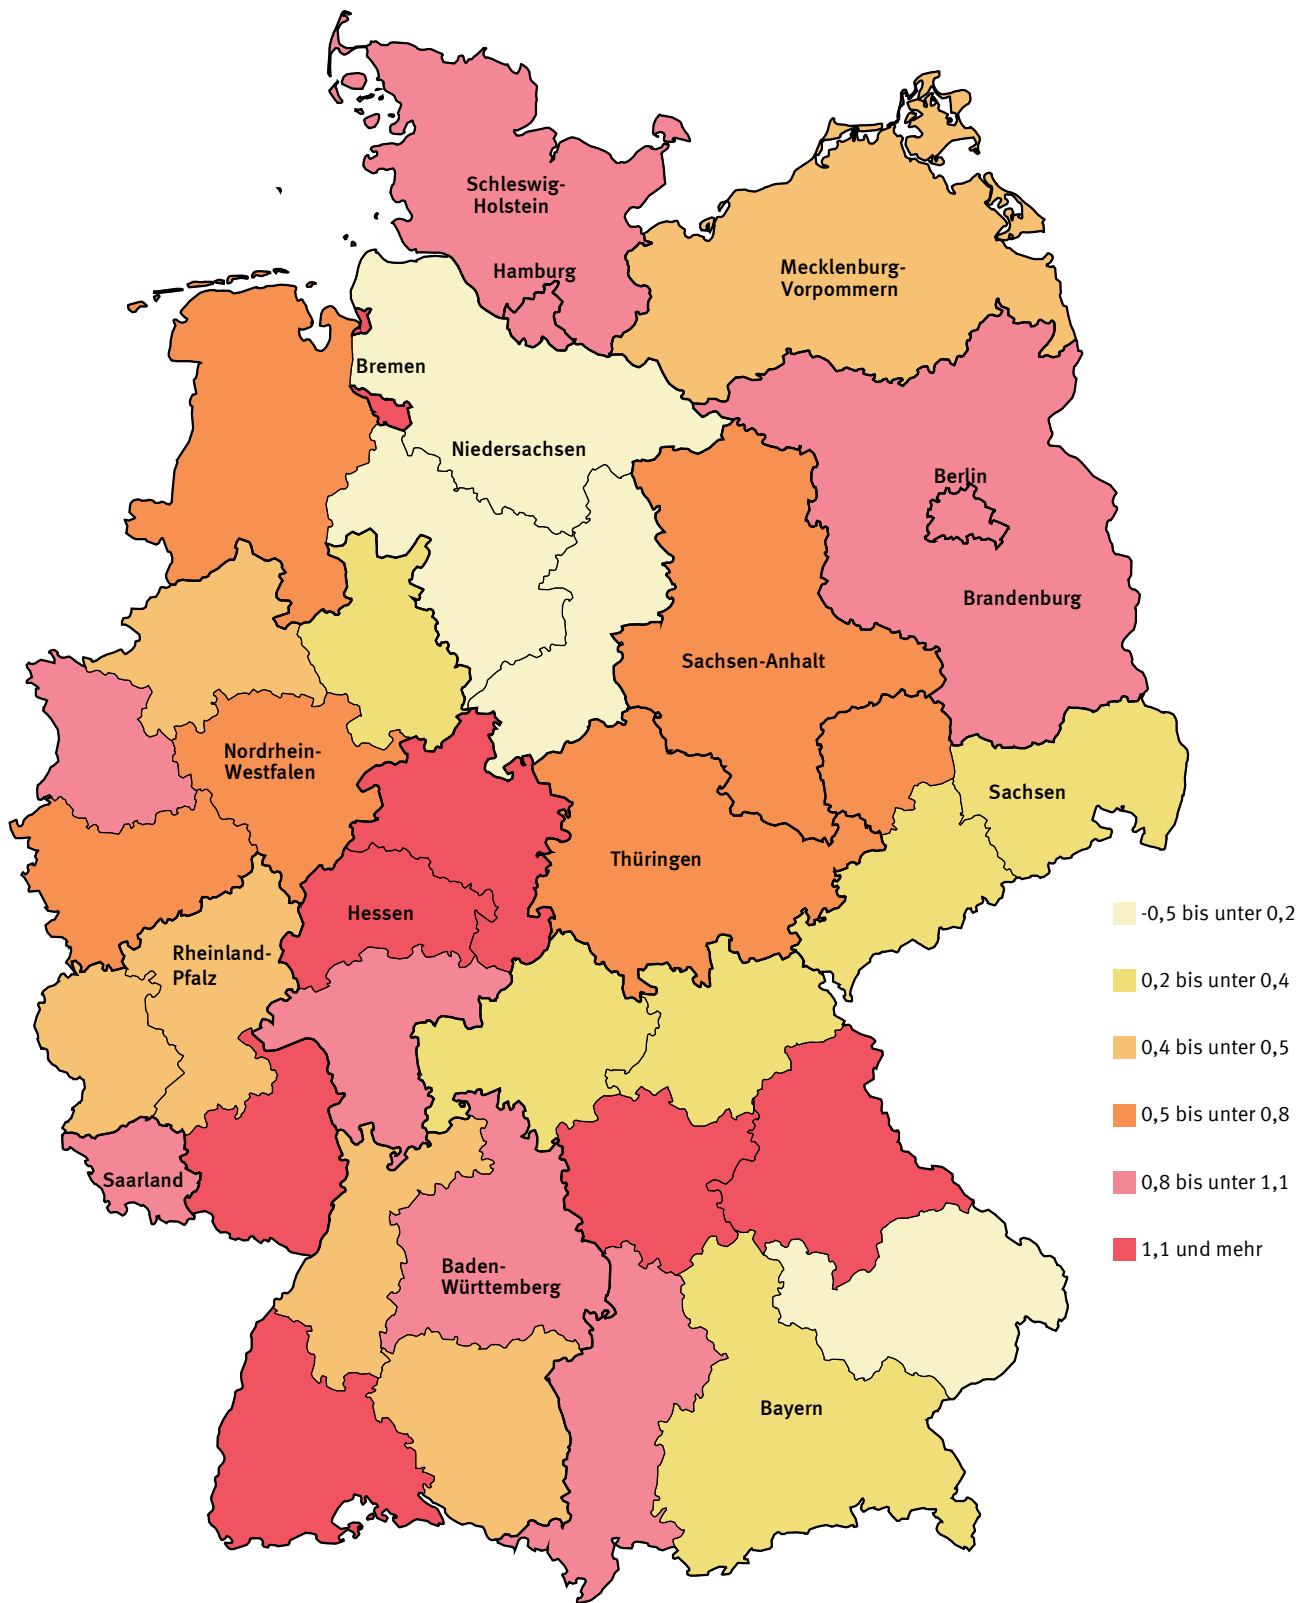 Schleswig-
Holstein
Hamburg
Mecklenburg-
Vorpommern
Bremen
Niedersachsen
Berlin
Brandenburg
Sachsen-Anhalt
Nordrhein-
Westfalen
Sachsen
Thüringen
Hessen
Rheinland-
Pfalz
Saarland
Baden-
Württemberg
Bayern
-0,5 bis unter 0,2
0,2 bis unter 0,4
0,4 bis unter 0,5
0,5 bis unter 0,8
0,8 bis unter 1,1
1,1 und mehr